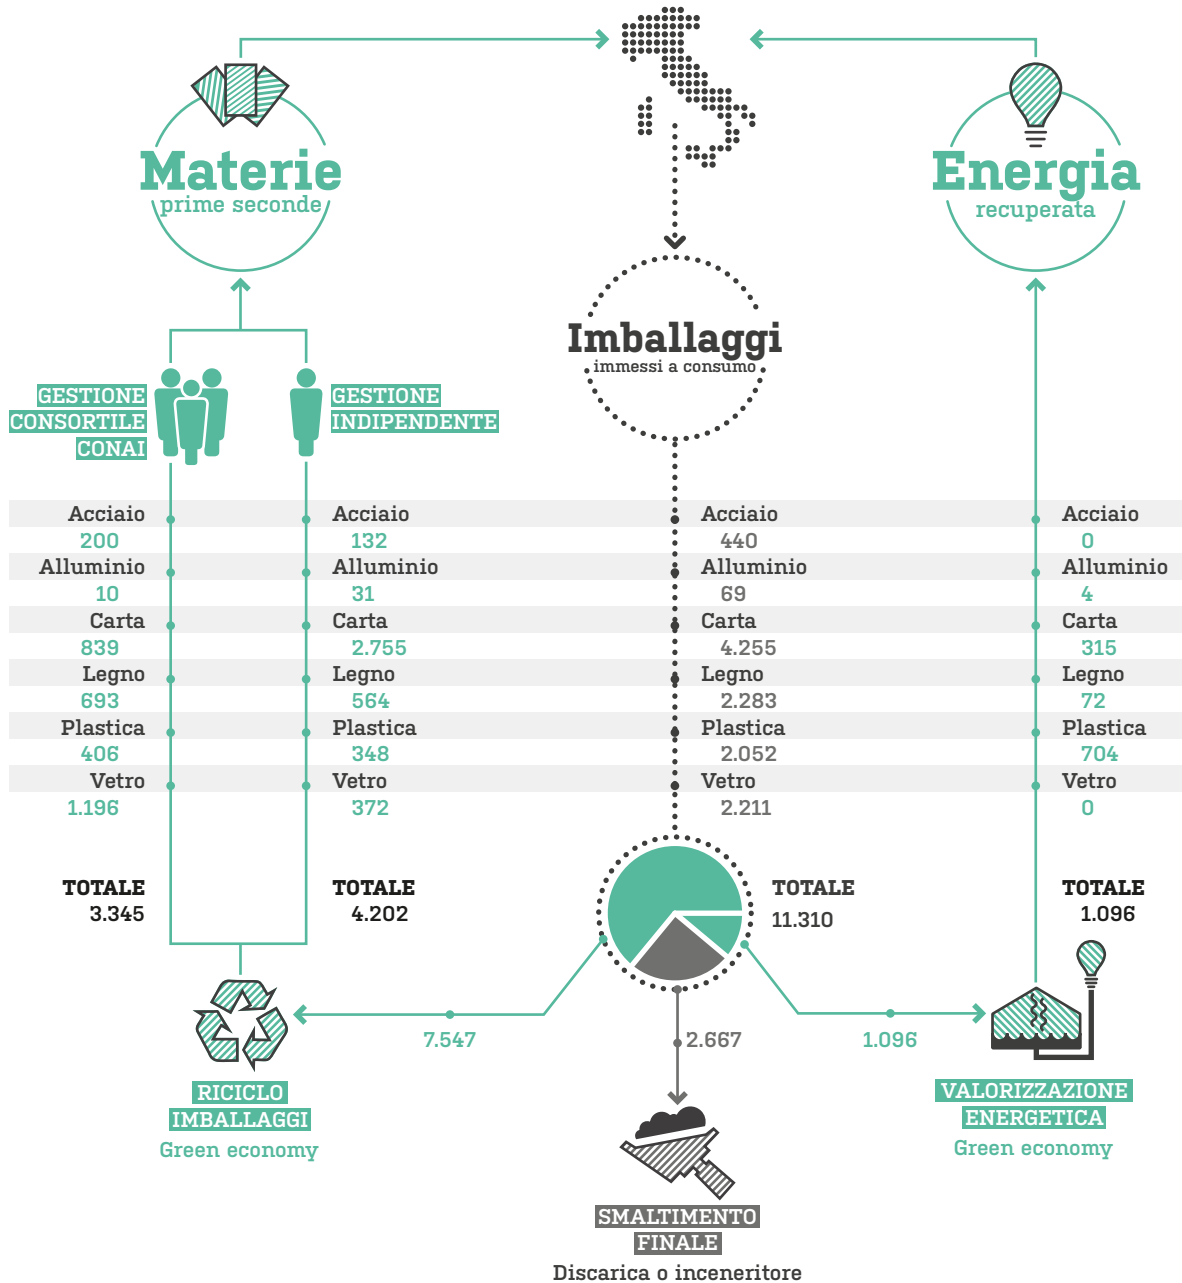 Materie
prime seconde
Energia
recuperata
Imballaggi
immessi a consumo
GESTIONE
CONSORTILE
CONAI
GESTIONE
INDIPENDENTE
Acciaio Acciaio Acciaio Acciaio
200 132 440 0
Alluminio Alluminio Alluminio Alluminio
10 31 69 4
Carta Carta Carta Carta
839 2.755 4.255 315
Legno Legno Legno Legno
693 564 2.283 72
Plastica Plastica Plastica Plastica
406 348 2.052 704
Vetro Vetro Vetro Vetro
1.196 372 2.211 0
TOTALE TOTALE TOTALE TOTALE
3.345 4.202 11.310 1.096
7.547 2.667 1.096
RICICLO
IMBALLAGGI
Green economy
VALORIZZAZIONE
ENERGETICA
Green economy
SMALTIMENTO
FINALE
Discarica o inceneritore